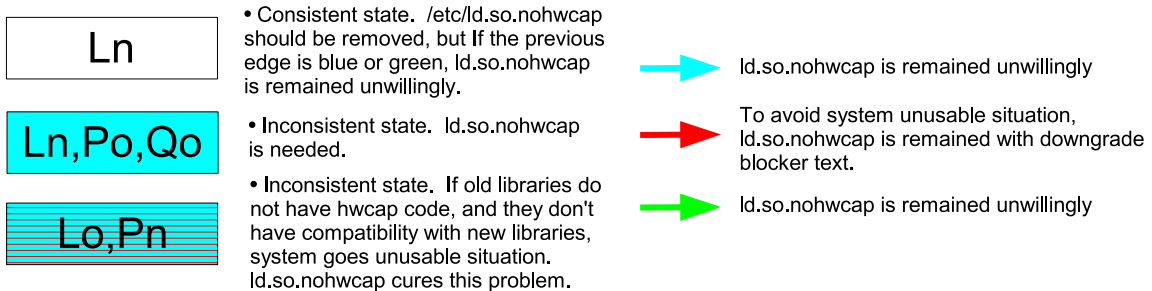 Ln
• Consistent state. /etc/ld.so.nohwcap
should be removed, but If the previous
edge is blue or green, ld.so.nohwcap
is remained unwillingly.
Ln,Po,Qo
• Inconsistent state. ld.so.nohwcap
is needed.
Lo,Pn
• Inconsistent state. If old libraries do
not have hwcap code, and they don't
have compatibility with new libraries,
system goes unusable situation.
ld.so.nohwcap cures this problem.
ld.so.nohwcap is remained unwillingly
To avoid system unusable situation,
ld.so.nohwcap is remained with downgrade
blocker text.
ld.so.nohwcap is remained unwillingly